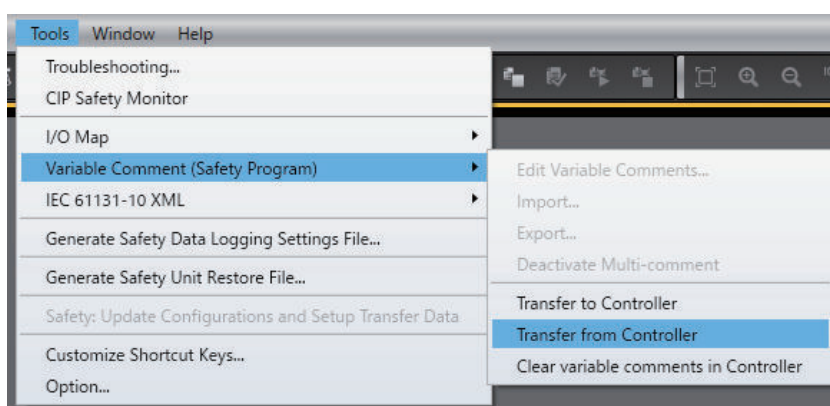 Tools Window Help
Troubleshooting...
CIP Safety Monitor
I/O Map
Variable Comment (Safety Program)
IEC 61131-10 XML
Generate Safety Data Logging Settings File...
Generate Safety Unit Restore File...
Safety: Update Configurations and Setup Transfer Data
Customize Shortcut Keys...
Option...
Edit Variable Comments...
Import...
Export...
Deactivate Multi-comment
Transfer to Controller
Transfer from Controller
Clear variable comments in Controller